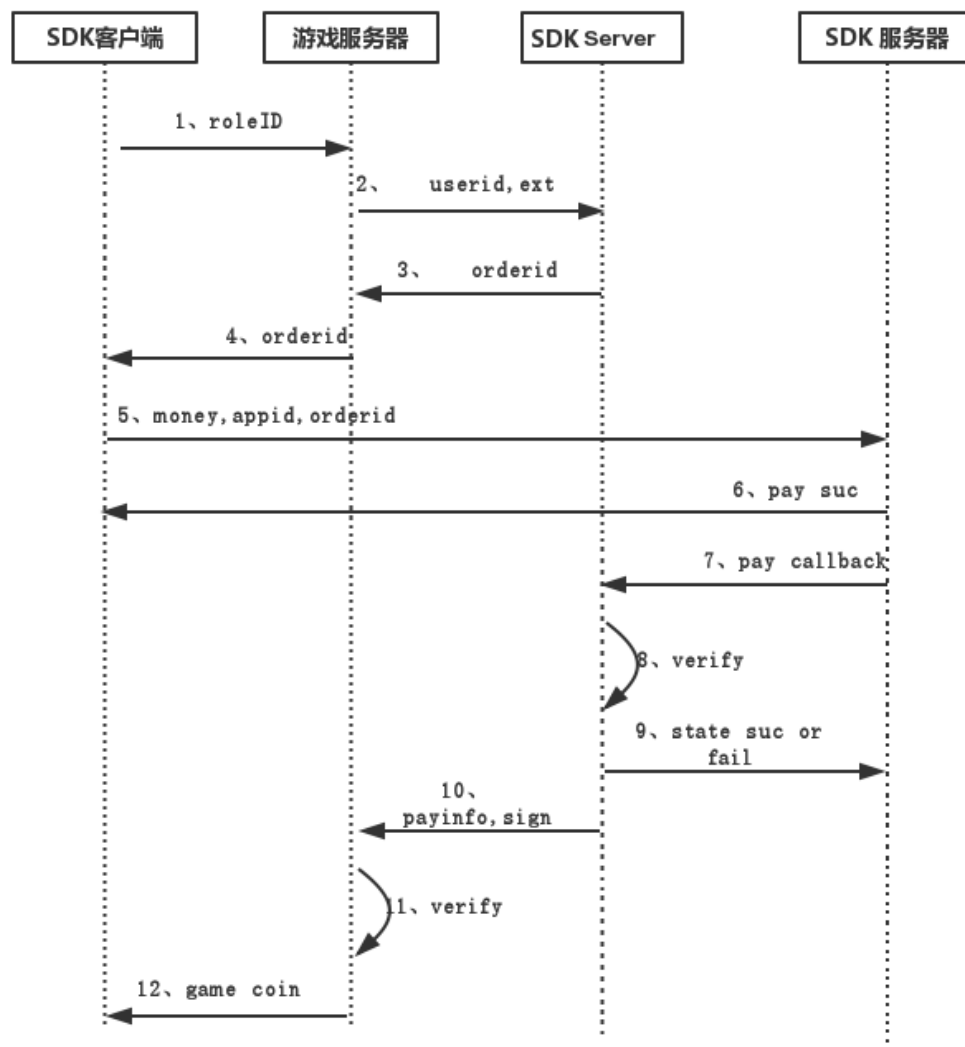 SDK客户端
游戏服务器
SDK Server
SDK 服务器
1、roleID
2、 userid,ext
3、 orderid
4、orderid
5、money,appid,orderid
6、pay suc
7、pay callback
8、verify
9、state suc or
fail
10、
payinfo,sign
11、verify
12、game coin